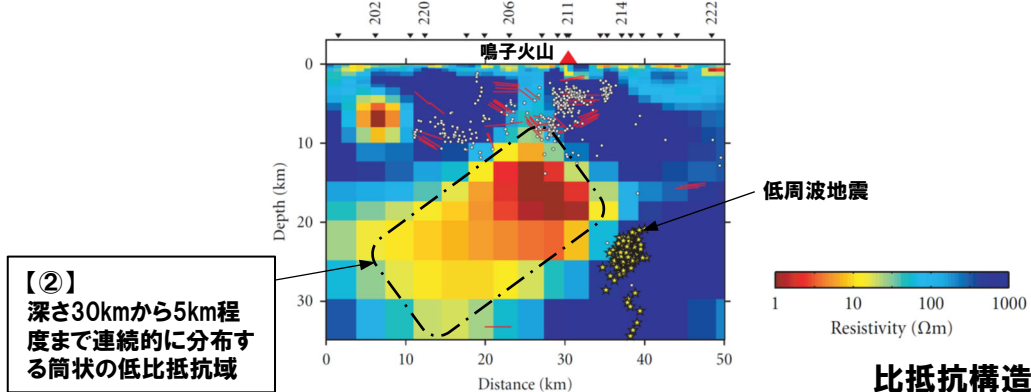 202 220 206 211 214 222
鳴子火山
0
10
20
30
Depth (km)
0 10 20 30 40 50
Distance (km)
低周波地震
【②】
深さ30kmから5km程
度まで連続的に分布す
る筒状の低比抵抗域
1 10 100 1000
Resistivity (Ωm)
比抵抗構造